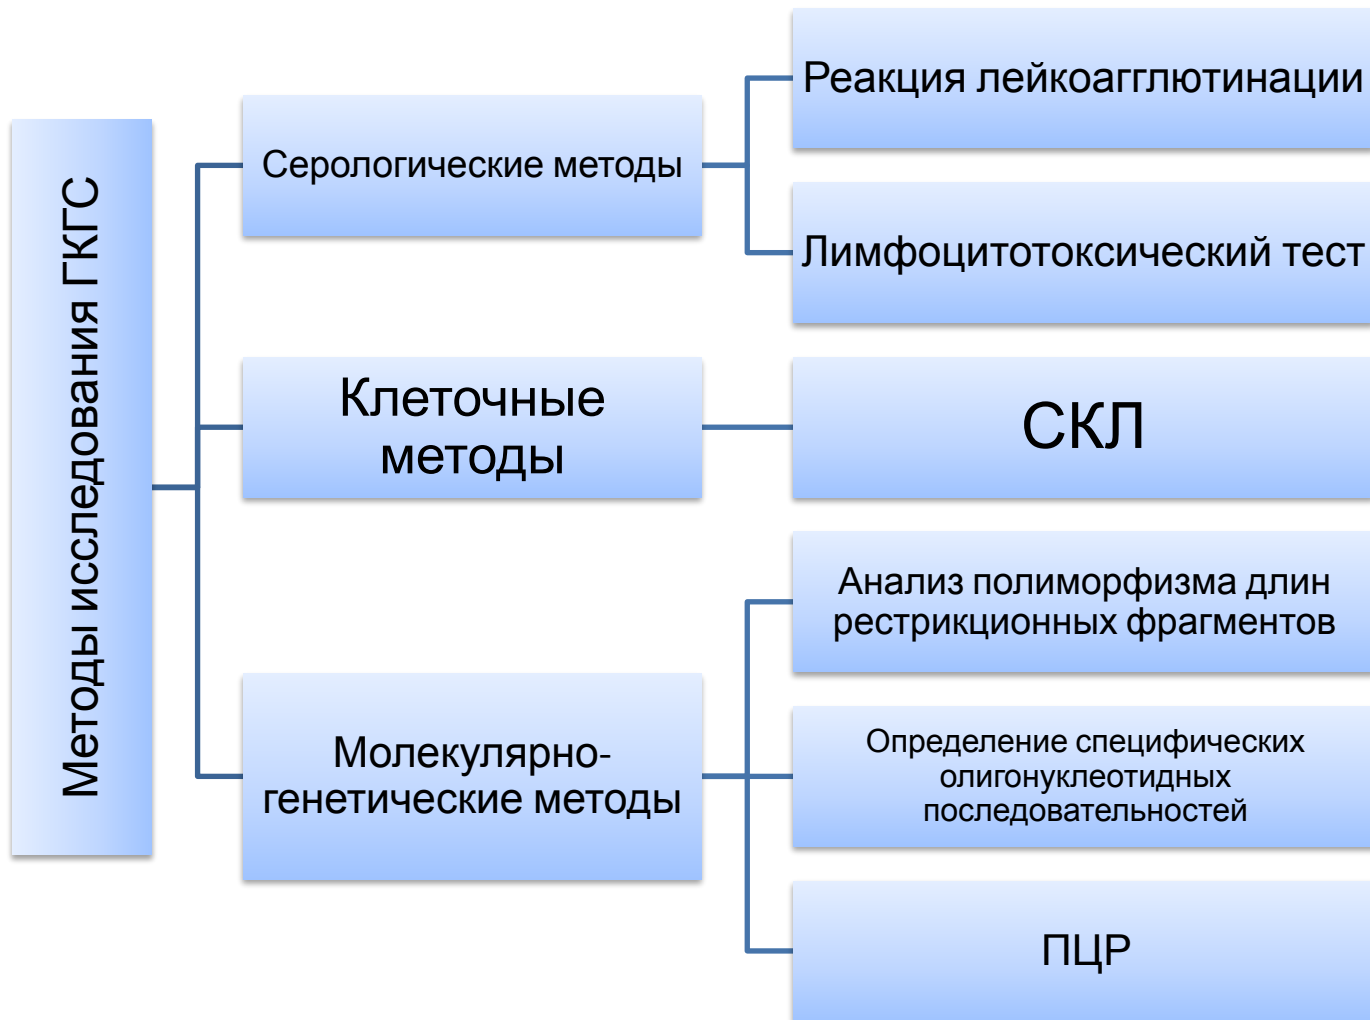 Методы исследования ГКГС
Серологические методы
Реакция лейкоагглютинации
Лимфоцитотоксический тест
Клеточные
методы
СКЛ
Молекулярно-
генетические методы
Анализ полиморфизма длин
рестрикционных фрагментов
Определение специфических
олигонуклеотидных
последовательностей
ПЦР